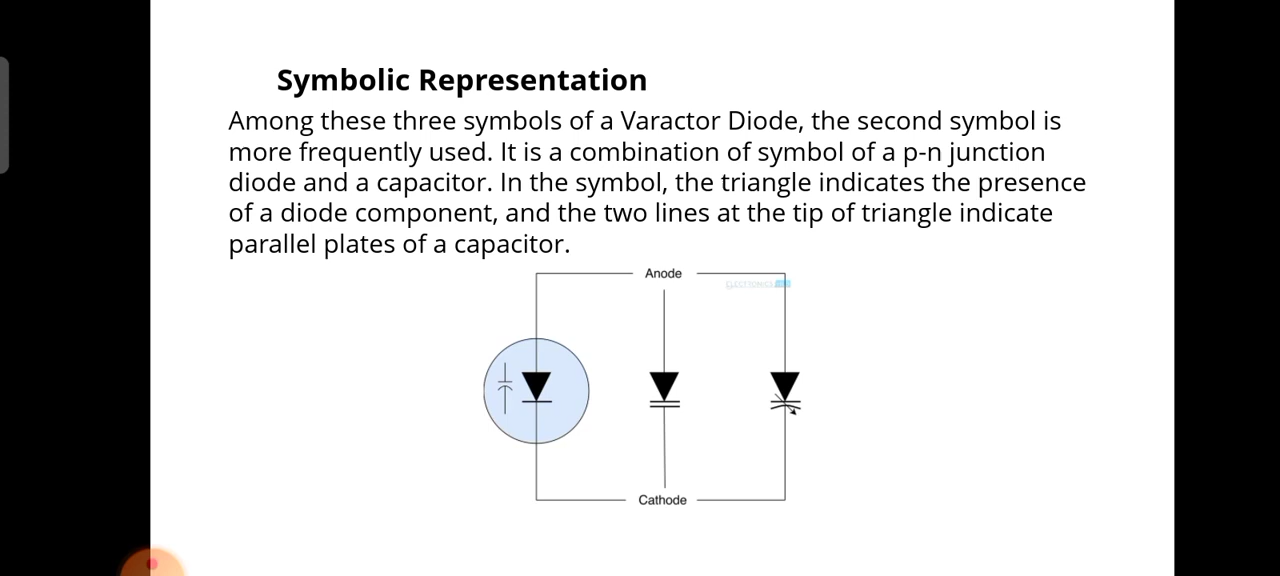 Symbolic Representation
Among these three symbols of a Varactor Diode, the second symbol is
more frequently used. It is a combination of symbol of a p-n junction
diode and a capacitor. In the symbol, the triangle indicates the presence
of a diode component, and the two lines at the tip of triangle indicate
parallel plates of a capacitor.
Anode
ELECTRONICS
Cathode